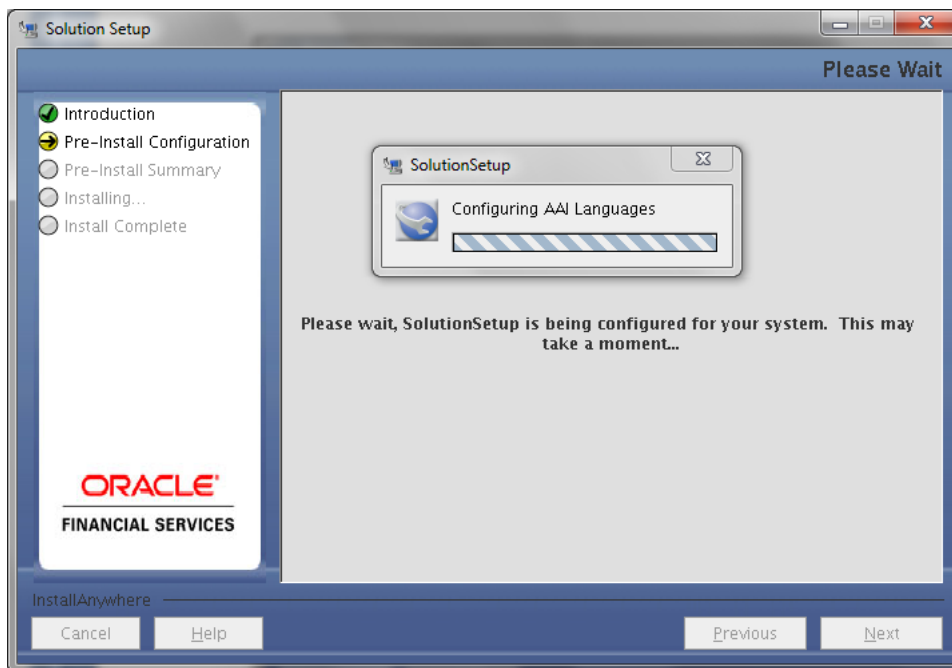 Solution Setup
Please Wait
Introduction
Pre-Install Configuration
Pre-Install Summary
Installing...
Install Complete
SolutionSetup
Configuring AAI Languages
Please wait, SolutionSetup is being configured for your system. This may
take a moment...
ORACLE'
FINANCIAL SERVICES
InstallAnywhere
Cancel
Help
Previous
Next